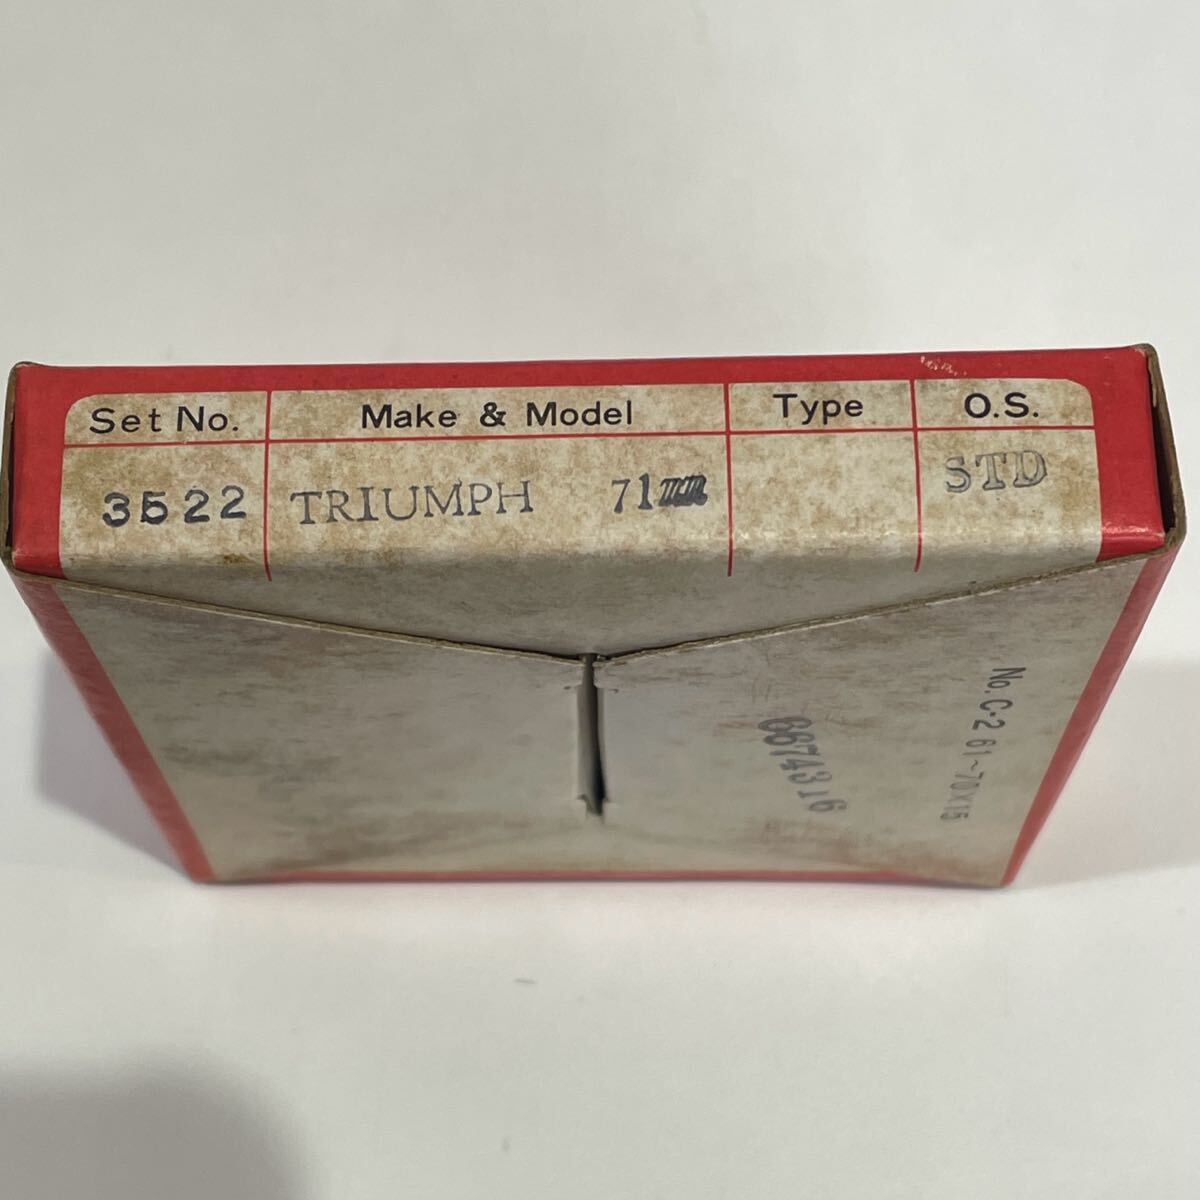 Set No. Make & Model Type O.S.
3522 TRIUMPH 71mm STD
No. C-2 61~70X15
6674316